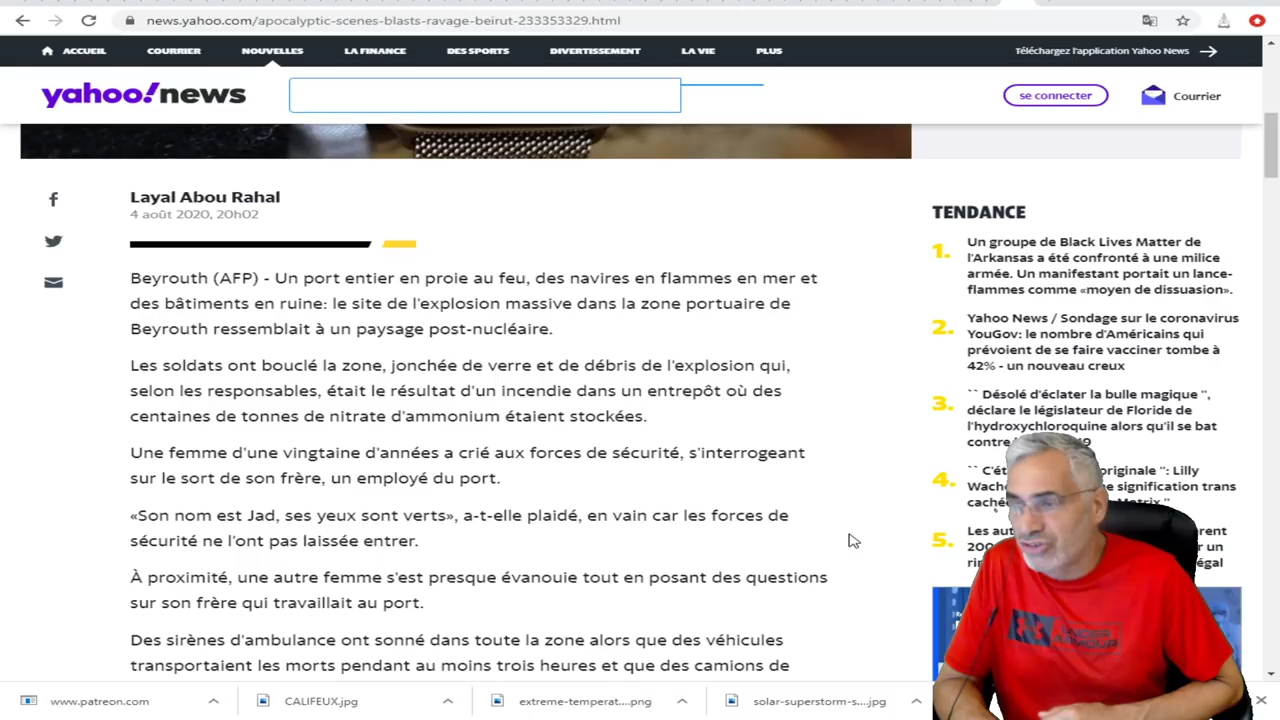 news.yahoo.com/apocalyptic-scenes-blasts-ravage-beirut-233353329.html
ACCUEIL COURRIER NOUVELLES LA FINANCE DES SPORTS DIVERTISSEMENT LA VIE PLUS Téléchargez l'application Yahoo News
yahoo!news
se connecter
Courrier
Layal Abou Rahal
4 août 2020, 20h02
Beyrouth (AFP) - Un port entier en proie au feu, des navires en flammes en mer et
des bâtiments en ruine: le site de l'explosion massive dans la zone portuaire de
Beyrouth ressemblait à un paysage post-nucléaire.
Les soldats ont bouclé la zone, jonchée de verre et de débris de l'explosion qui,
selon les responsables, était le résultat d'un incendie dans un entrepôt où des
centaines de tonnes de nitrate d'ammonium étaient stockées.
Une femme d'une vingtaine d'années a crié aux forces de sécurité, s'interrogeant
sur le sort de son frère, un employé du port.
«Son nom est Jad, ses yeux sont verts», a-t-elle plaidé, en vain car les forces de
sécurité ne l'ont pas laissée entrer.
À proximité, une autre femme s'est presque évanouie tout en posant des questions
sur son frère qui travaillait au port.
Des sirènes d'ambulance ont sonné dans toute la zone alors que des véhicules
transportaient les morts pendant au moins trois heures et que des camions de
TENDANCE
1. Un groupe de Black Lives Matter de
l'Arkansas a été confronté à une milice
armée. Un manifestant portait un lance-
flammes comme «moyen de dissuasion».
2. Yahoo News / Sondage sur le coronavirus
YouGov: le nombre d'Américains qui
prévoient de se faire vacciner tombe à
42% - un nouveau creux
3. `` Désolé d'éclater la bulle magique '',
déclare le législateur de Floride de
l'hydroxychloroquine alors qu'il se bat
contre
4. `` C'é originale '': Lilly
signification trans
5. Les
UNDER ARMOUR
www.patreon.com
CALIFEUX.jpg
extreme-temperat....png
solar-superstorm-s....jpg